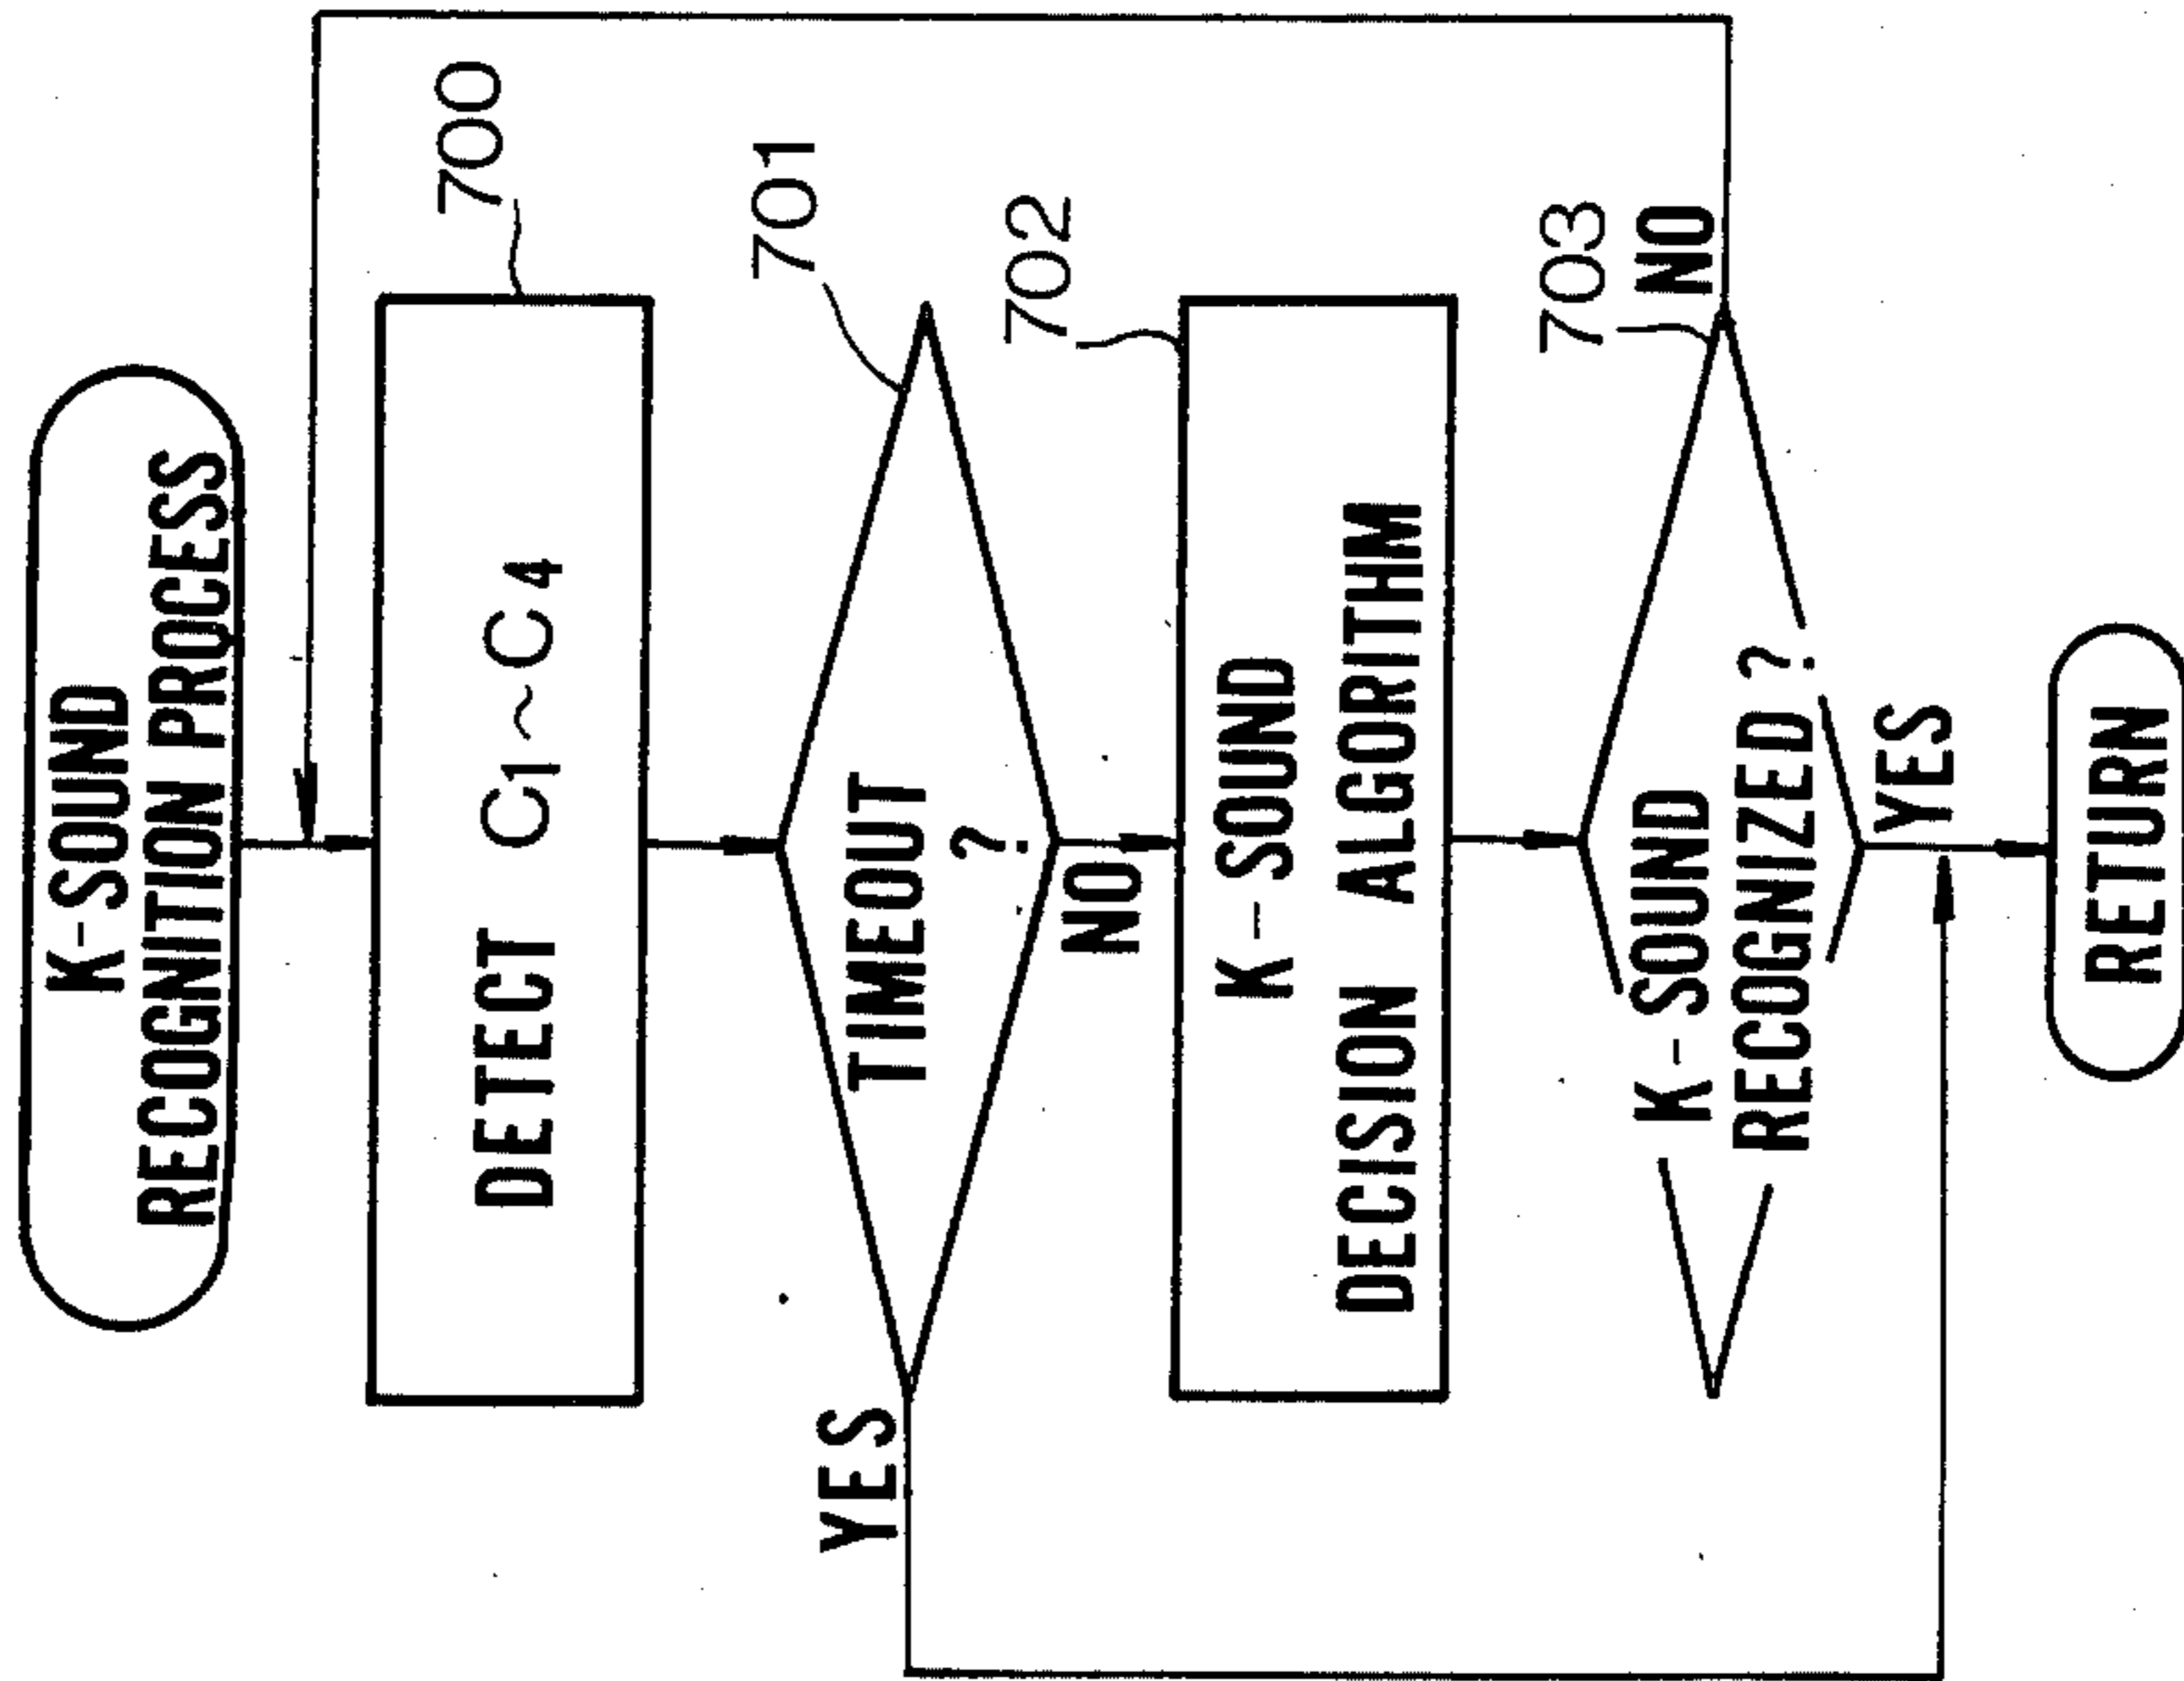 K-SOUND
RECOGNITION PROCESS
700
DETECT C1~C4
701
TIMEOUT
?
YES
NO
702
K-SOUND
DECISION ALGORITHM
703
NO
K-SOUND
RECOGNIZED?
YES
RETURN